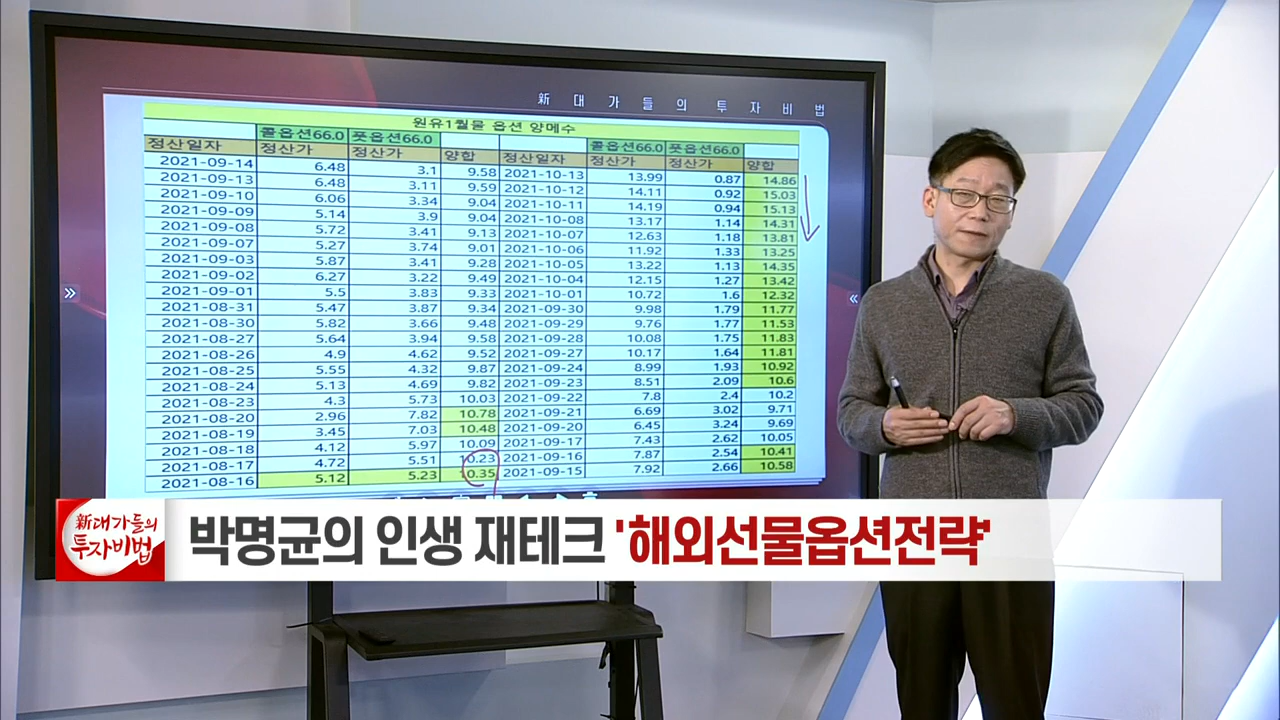 新 대 가 들 의 투 자 비 법
원유1월물 옵션 양매수
콜옵션66.0 풋옵션66.0 콜옵션66.0 풋옵션66.0
정산일자 정산가 정산가 양합 정산일자 정산가 정산가 양합
2021-09-14 6.48 3.1 9.58 2021-10-13 13.99 0.87 14.86
2021-09-13 6.48 3.11 9.59 2021-10-12 14.11 0.92 15.03
2021-09-10 6.06 3.34 9.04 2021-10-11 14.19 0.94 15.13
2021-09-09 5.14 3.9 9.04 2021-10-08 13.17 1.14 14.31
2021-09-08 5.72 3.41 9.13 2021-10-07 12.63 1.18 13.81
2021-09-07 5.27 3.74 9.01 2021-10-06 11.92 1.33 13.25
2021-09-03 5.87 3.41 9.28 2021-10-05 13.22 1.13 14.35
2021-09-02 6.27 3.22 9.49 2021-10-04 12.15 1.27 13.42
2021-09-01 5.5 3.83 9.33 2021-10-01 10.72 1.6 12.32
2021-08-31 5.47 3.87 9.34 2021-09-30 9.98 1.79 11.77
2021-08-30 5.82 3.66 9.48 2021-09-29 9.76 1.77 11.53
2021-08-27 5.64 3.94 9.58 2021-09-28 10.08 1.75 11.83
2021-08-26 4.9 4.62 9.52 2021-09-27 10.17 1.64 11.81
2021-08-25 5.55 4.32 9.87 2021-09-24 8.99 1.93 10.92
2021-08-24 5.13 4.69 9.82 2021-09-23 8.51 2.09 10.6
2021-08-23 4.3 5.73 10.03 2021-09-22 7.8 2.4 10.2
2021-08-20 2.96 7.82 10.78 2021-09-21 6.69 3.02 9.71
2021-08-19 3.45 7.03 10.48 2021-09-20 6.45 3.24 9.69
2021-08-18 4.12 5.97 10.09 2021-09-17 7.43 2.62 10.05
2021-08-17 4.72 5.51 10.23 2021-09-16 7.87 2.54 10.41
2021-08-16 5.12 5.23 10.35 2021-09-15 7.92 2.66 10.58
新대가들의
투자비법
박명균의 인생 재테크 '해외선물옵션전략'